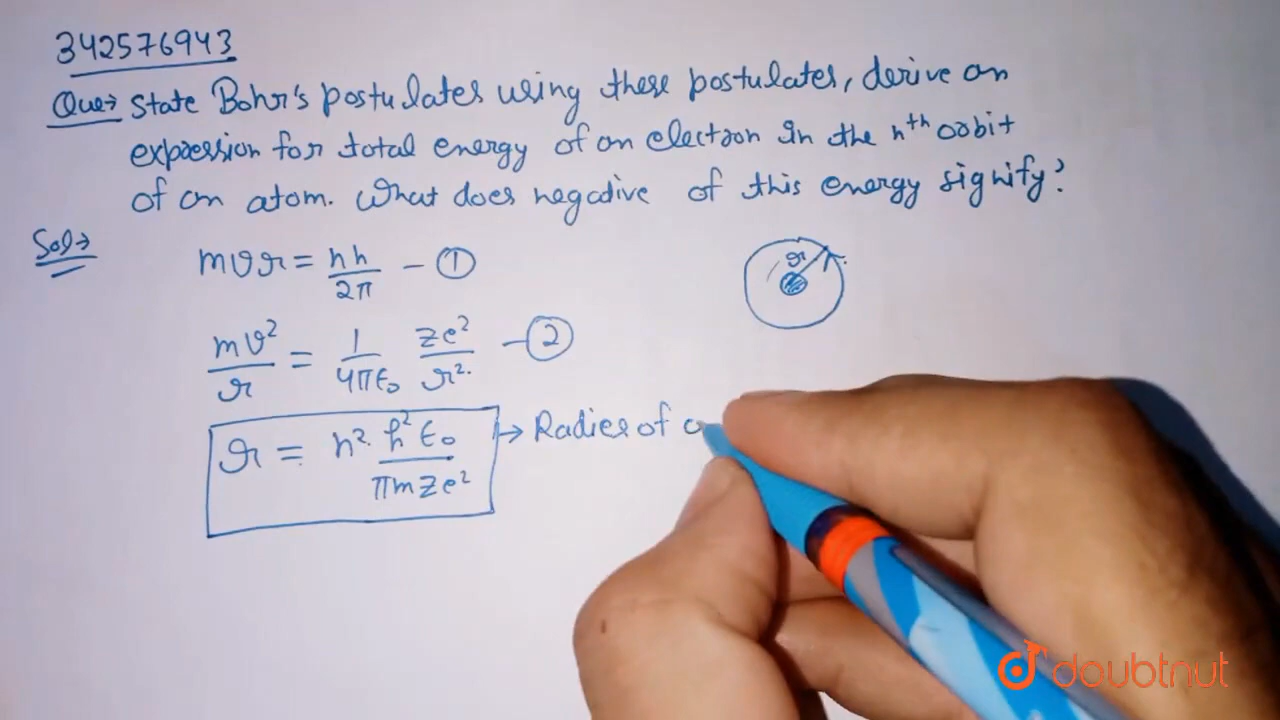 342576943
Que→ State Bohr's postulates using these postulates, derive an
expression for total energy of an electron in the nth orbit
of an atom. What does negative of this energy signify?
Sol→
mvr = nh/2π - ①
r
mv²/r = 1/4πε₀ ze²/r² - ②
r = n² h² ε₀/πmze² → Radies of
doubtnut